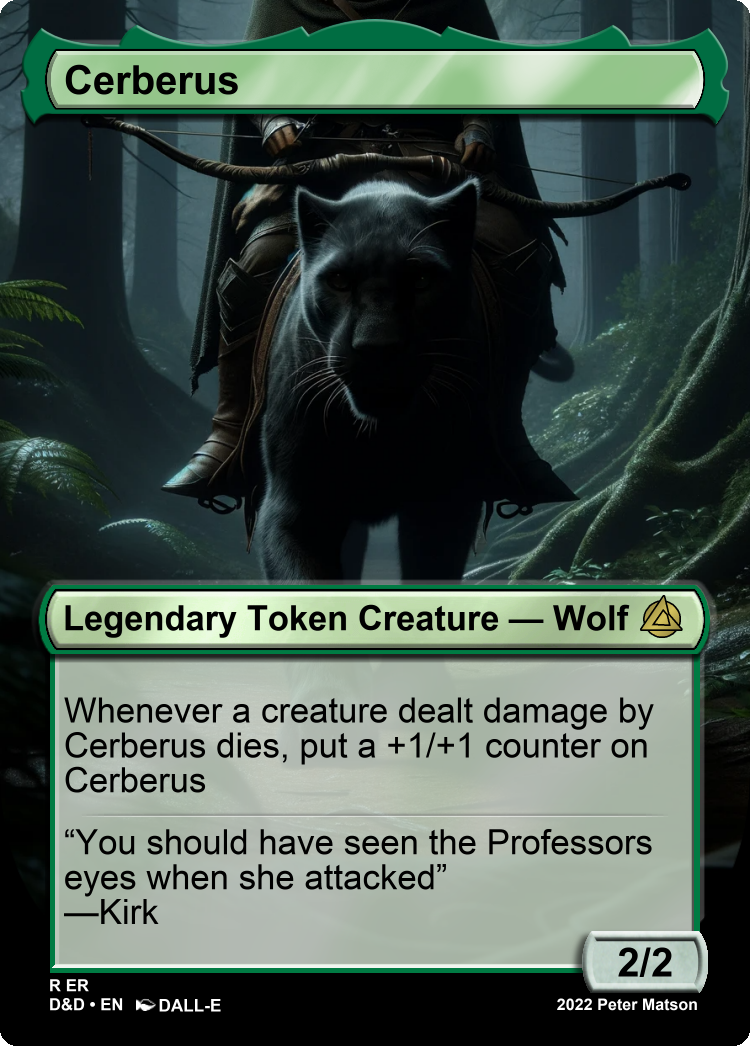 Cerberus
Legendary Token Creature — Wolf
Whenever a creature dealt damage by
Cerberus dies, put a +1/+1 counter on
Cerberus
“You should have seen the Professors
eyes when she attacked”
—Kirk
2/2
R ER
D&D • EN DALL-E
2022 Peter Matson